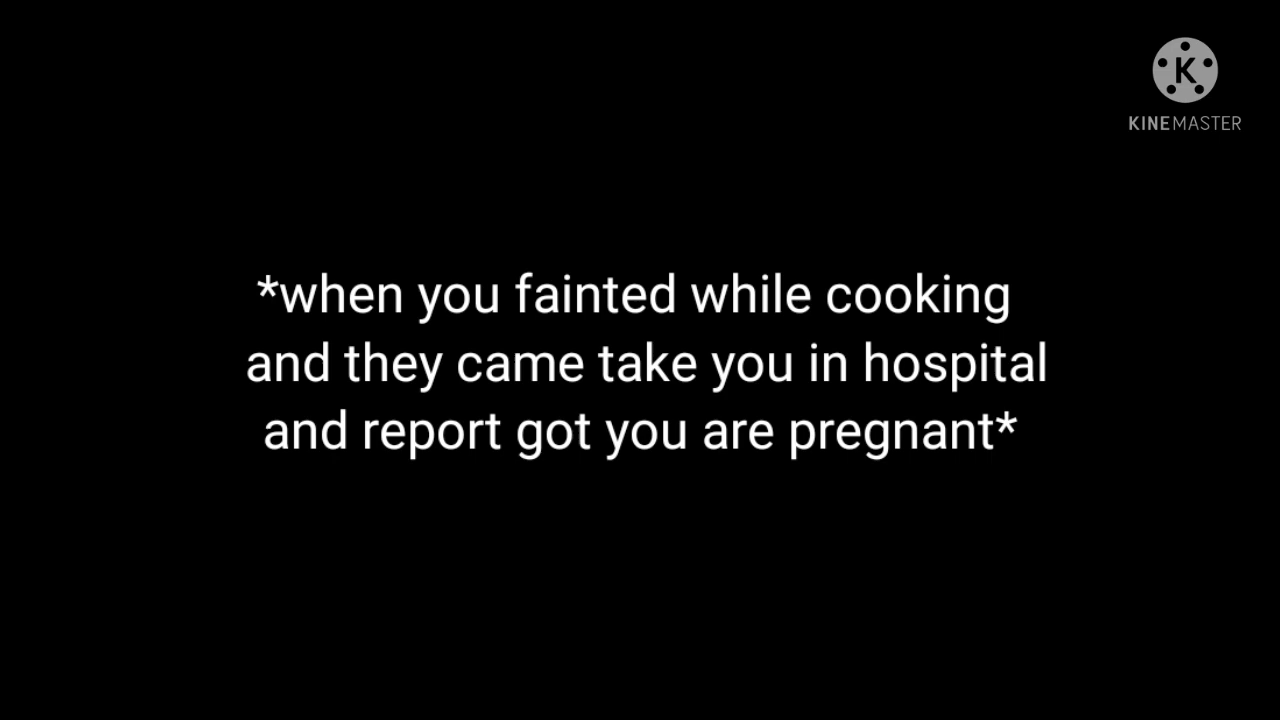 KINEMASTER
*when you fainted while cooking
and they came take you in hospital
and report got you are pregnant*